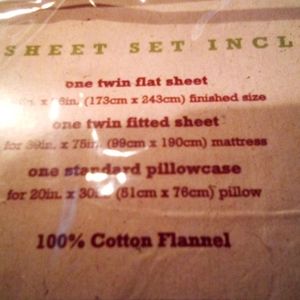 SHEET SET INCL
one twin flat sheet
in. x 96in. (173cm x 243cm) finished size
one twin fitted sheet
for 39in. x 75in. (99cm x 190cm) mattress
one standard pillowcase
for 20in. x 30in. (51cm x 76cm) pillow
100% Cotton Flannel